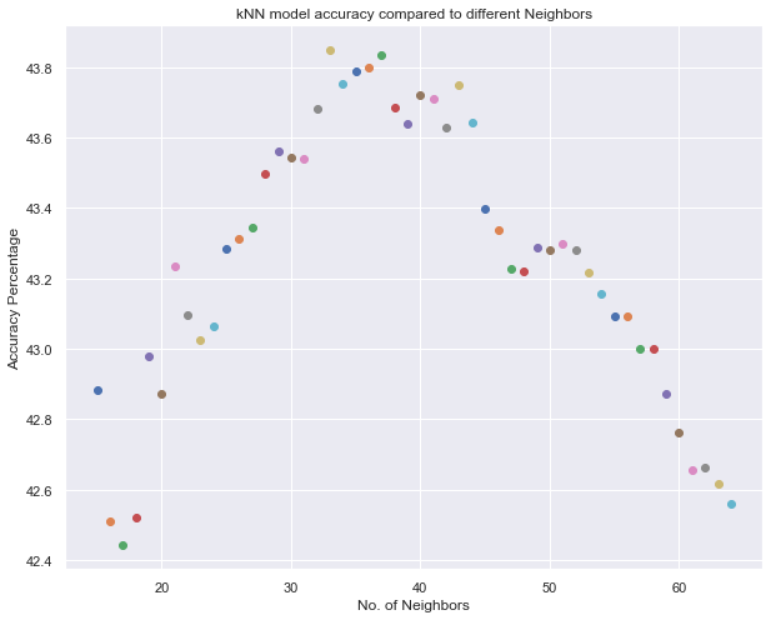 kNN model accuracy compared to different Neighbors
43.8
43.6
43.4
43.2
43.0
42.8
42.6
42.4
Accuracy Percentage
20 30 40 50 60
No. of Neighbors